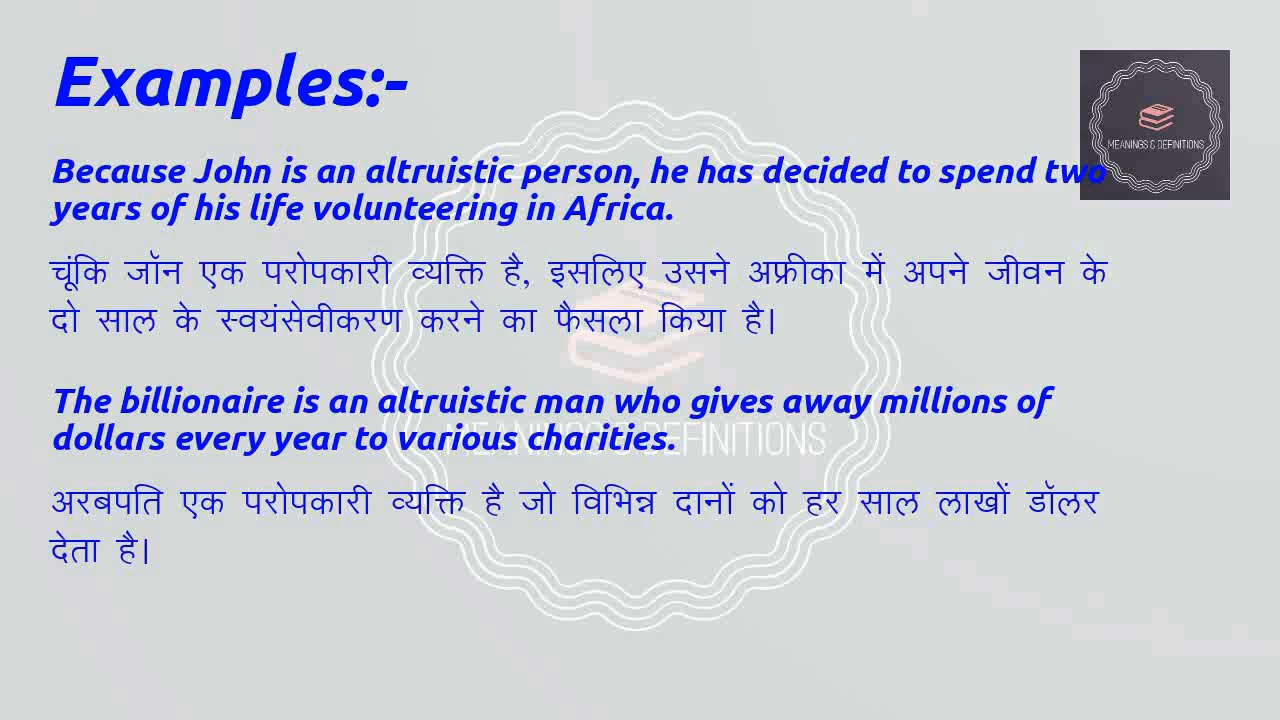 Examples:-
MEANINGS & DEFINITIONS
Because John is an altruistic person, he has decided to spend two
years of his life volunteering in Africa.
चूंकि जॉन एक परोपकारी व्यक्ति है, इसलिए उसने अफ्रीका में अपने जीवन के
दो साल के स्वयंसेवीकरण करने का फैसला किया है।
The billionaire is an altruistic man who gives away millions of
dollars every year to various charities.
MEANINGS & DEFINITIONS
अरबपति एक परोपकारी व्यक्ति है जो विभिन्न दानों को हर साल लाखों डॉलर
देता है।